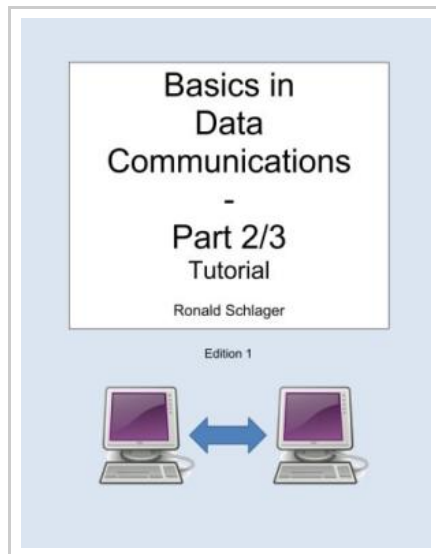 Basics in
Data
Communications
-
Part 2/3
Tutorial
Ronald Schlager
Edition 1